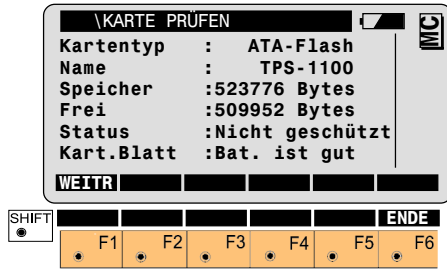 \KARTE PRÜFEN
MC
Kartentyp : ATA-Flash
Name : TPS-1100
Speicher :523776 Bytes
Frei :509952 Bytes
Status :Nicht geschützt
Kart.Blatt :Bat. ist gut
WEITR
SHIFT ENDE
F1 F2 F3 F4 F5 F6